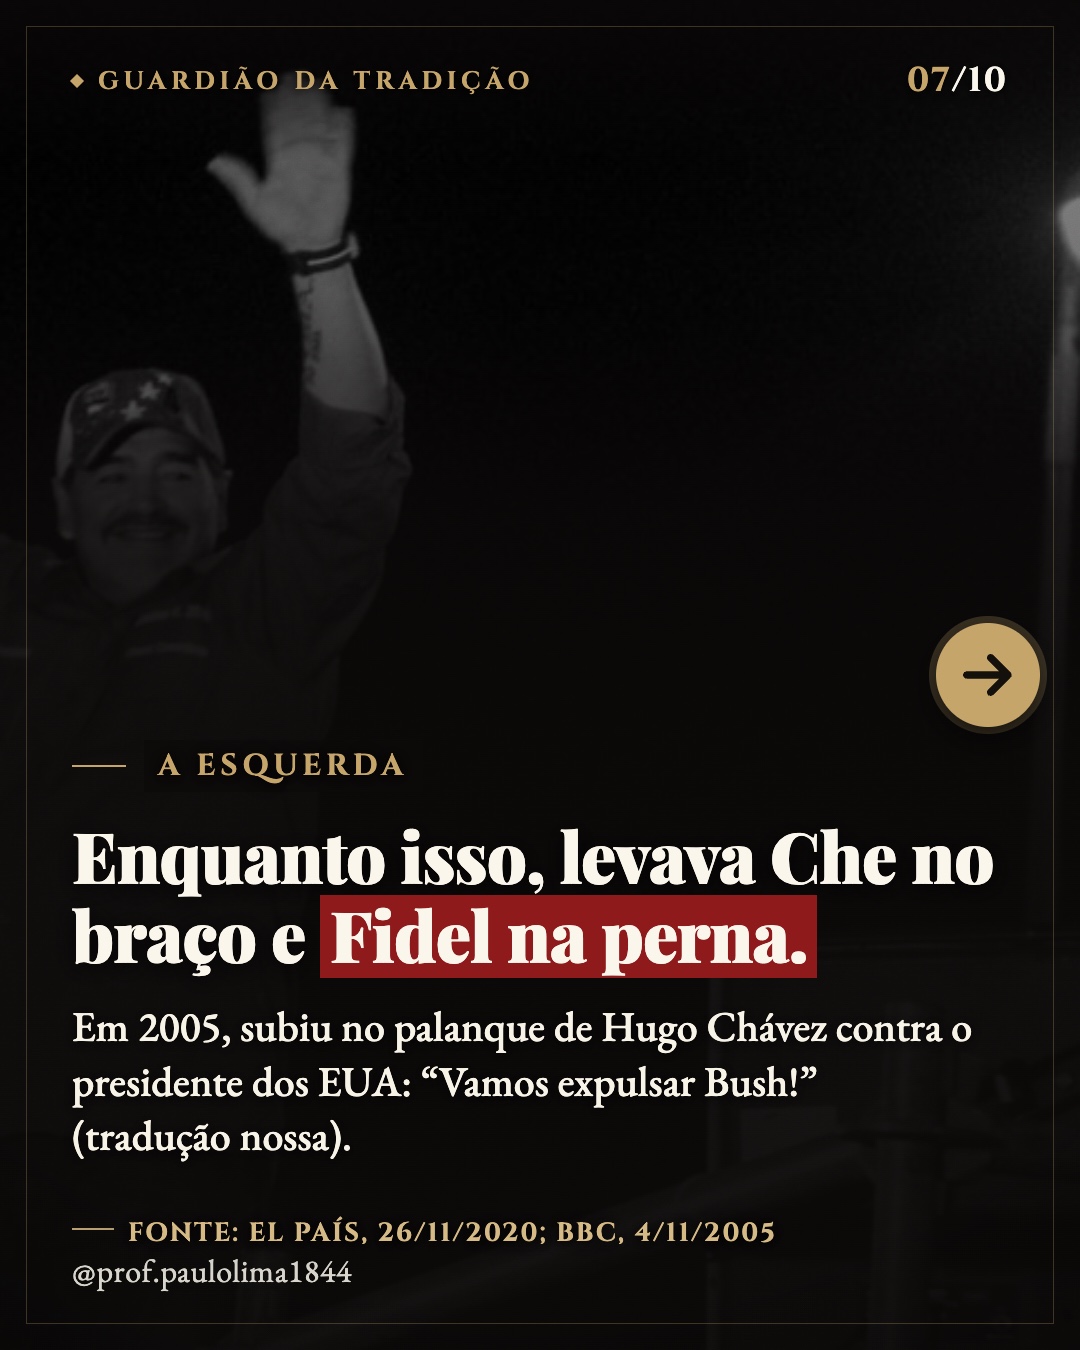 GUARDIÃO DA TRADIÇÃO
07/10
A ESQUERDA
Enquanto isso, levava Che no
braço e Fidel na perna.
Em 2005, subiu no palanque de Hugo Chávez contra o
presidente dos EUA: “Vamos expulsar Bush!”
(tradução nossa).
FONTE: EL PAÍS, 26/11/2020; BBC, 4/11/2005
@prof.paulolima1844